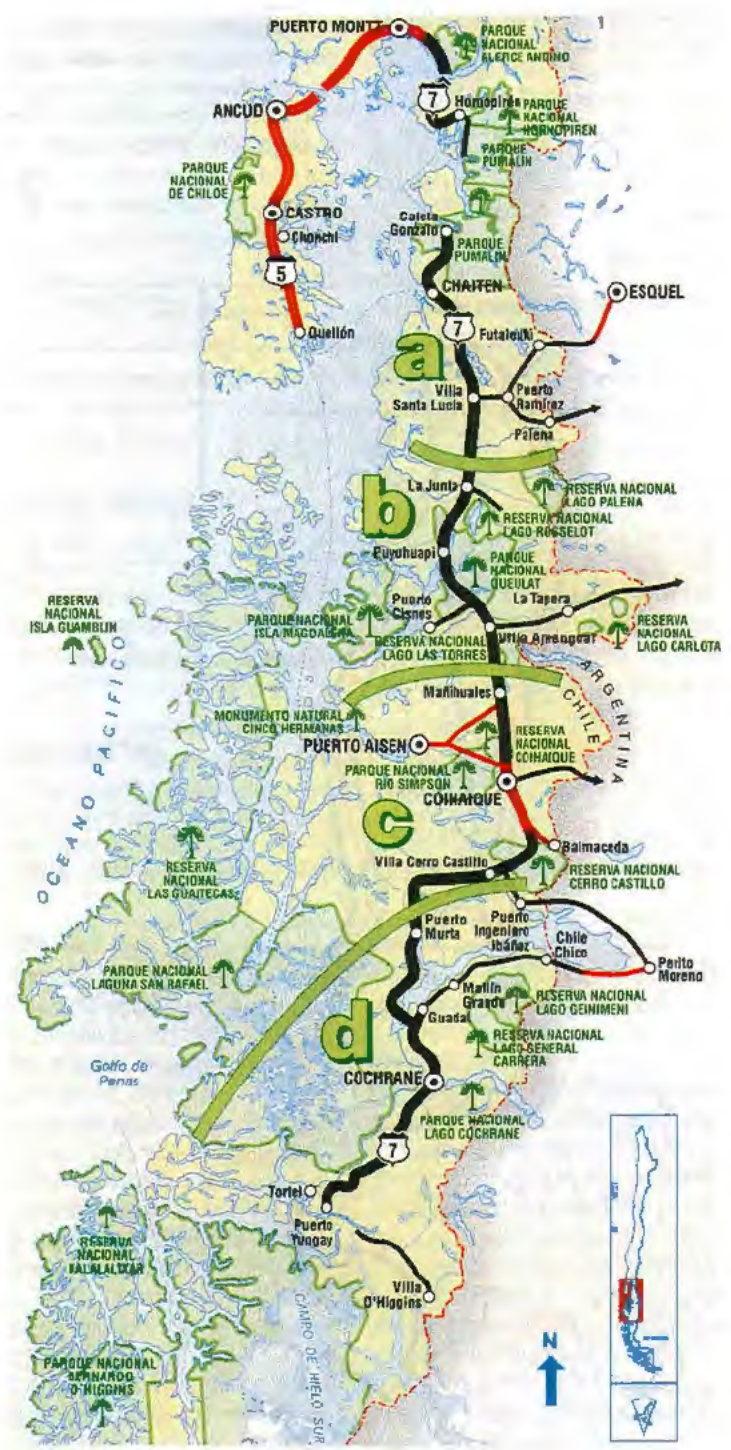 PUERTO MONTT
PARQUE
NACIONAL
ALERCE ANDINO
ANCUD
7
Hornopirén
PARQUE
NACIONAL
HORNOPIREN
PARQUE
PUMALIN
PARQUE
NACIONAL
DE CHILOE
CASTRO
Chonchi
5
Quellón
Caleta
Gonzalo
PARQUE
PUMALIN
CHAITEN
ESQUEL
7
Futaleufú
a
Villa
Santa Lucía
Puerto
Ramírez
Palena
La Junta
RESERVA NACIONAL
LAGO PALENA
b
RESERVA NACIONAL
LAGO ROSSELOT
Puyuhuapi
PARQUE
NACIONAL
QUEULAT
RESERVA
NACIONAL
ISLA GUAMBLIN
PARQUE NACIONAL
ISLA MAGDALENA
Puerto
Cisnes
La Tapera
RESERVA NACIONAL
LAGO LAS TORRES
Villa Amengual
RESERVA
NACIONAL
LAGO CARLOTA
OCEANO PACIFICO
Mañihuales
ARGENTINA
CHILE
MONUMENTO NATURAL
CINCO HERMANAS
PUERTO AISEN
RESERVA
NACIONAL
COIHAIQUE
PARQUE NACIONAL
RIO SIMPSON
COIHAIQUE
c
RESERVA
NACIONAL
LAS GUAITECAS
Balmaceda
Villa Cerro Castillo
RESERVA NACIONAL
CERRO CASTILLO
Puerto
Murta
Puerto
Ingeniero
Ibáñez
Chile
Chico
Perito
Moreno
PARQUE NACIONAL
LAGUNA SAN RAFAEL
Mallín
Grande
Guadal
RESERVA NACIONAL
LAGO GEINIMENI
d
RESERVA NACIONAL
LAGO GENERAL
CARRERA
Golfo de
Penas
COCHRANE
PARQUE NACIONAL
LAGO COCHRANE
7
Tortel
Puerto
Yungay
RESERVA
NACIONAL
Villa
O'Higgins
CAMPO DE HIELO SUR
N
PARQUE NACIONAL
BERNARDO
O'HIGGINS